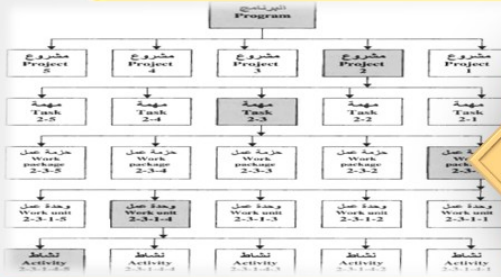 البرنامج
Program
مشروع مشروع مشروع مشروع مشروع
Project Project Project Project Project
5 4 3 2 1
مهمة مهمة مهمة مهمة مهمة
Task Task Task Task Task
2-5 2-4 2-3 2-2 2-1
حزمة عمل حزمة عمل حزمة عمل حزمة عمل
Work Work Work Work
package package package package
2-3-5 2-3-4 2-3-3 2-3-2
وحدة عمل وحدة عمل وحدة عمل وحدة عمل وحدة عمل
Work unit Work unit Work unit Work unit Work unit
2-3-1-5 2-3-1-4 2-3-1-3 2-3-1-2 2-3-1-1
نشاط نشاط نشاط نشاط نشاط
Activity Activity Activity Activity Activity